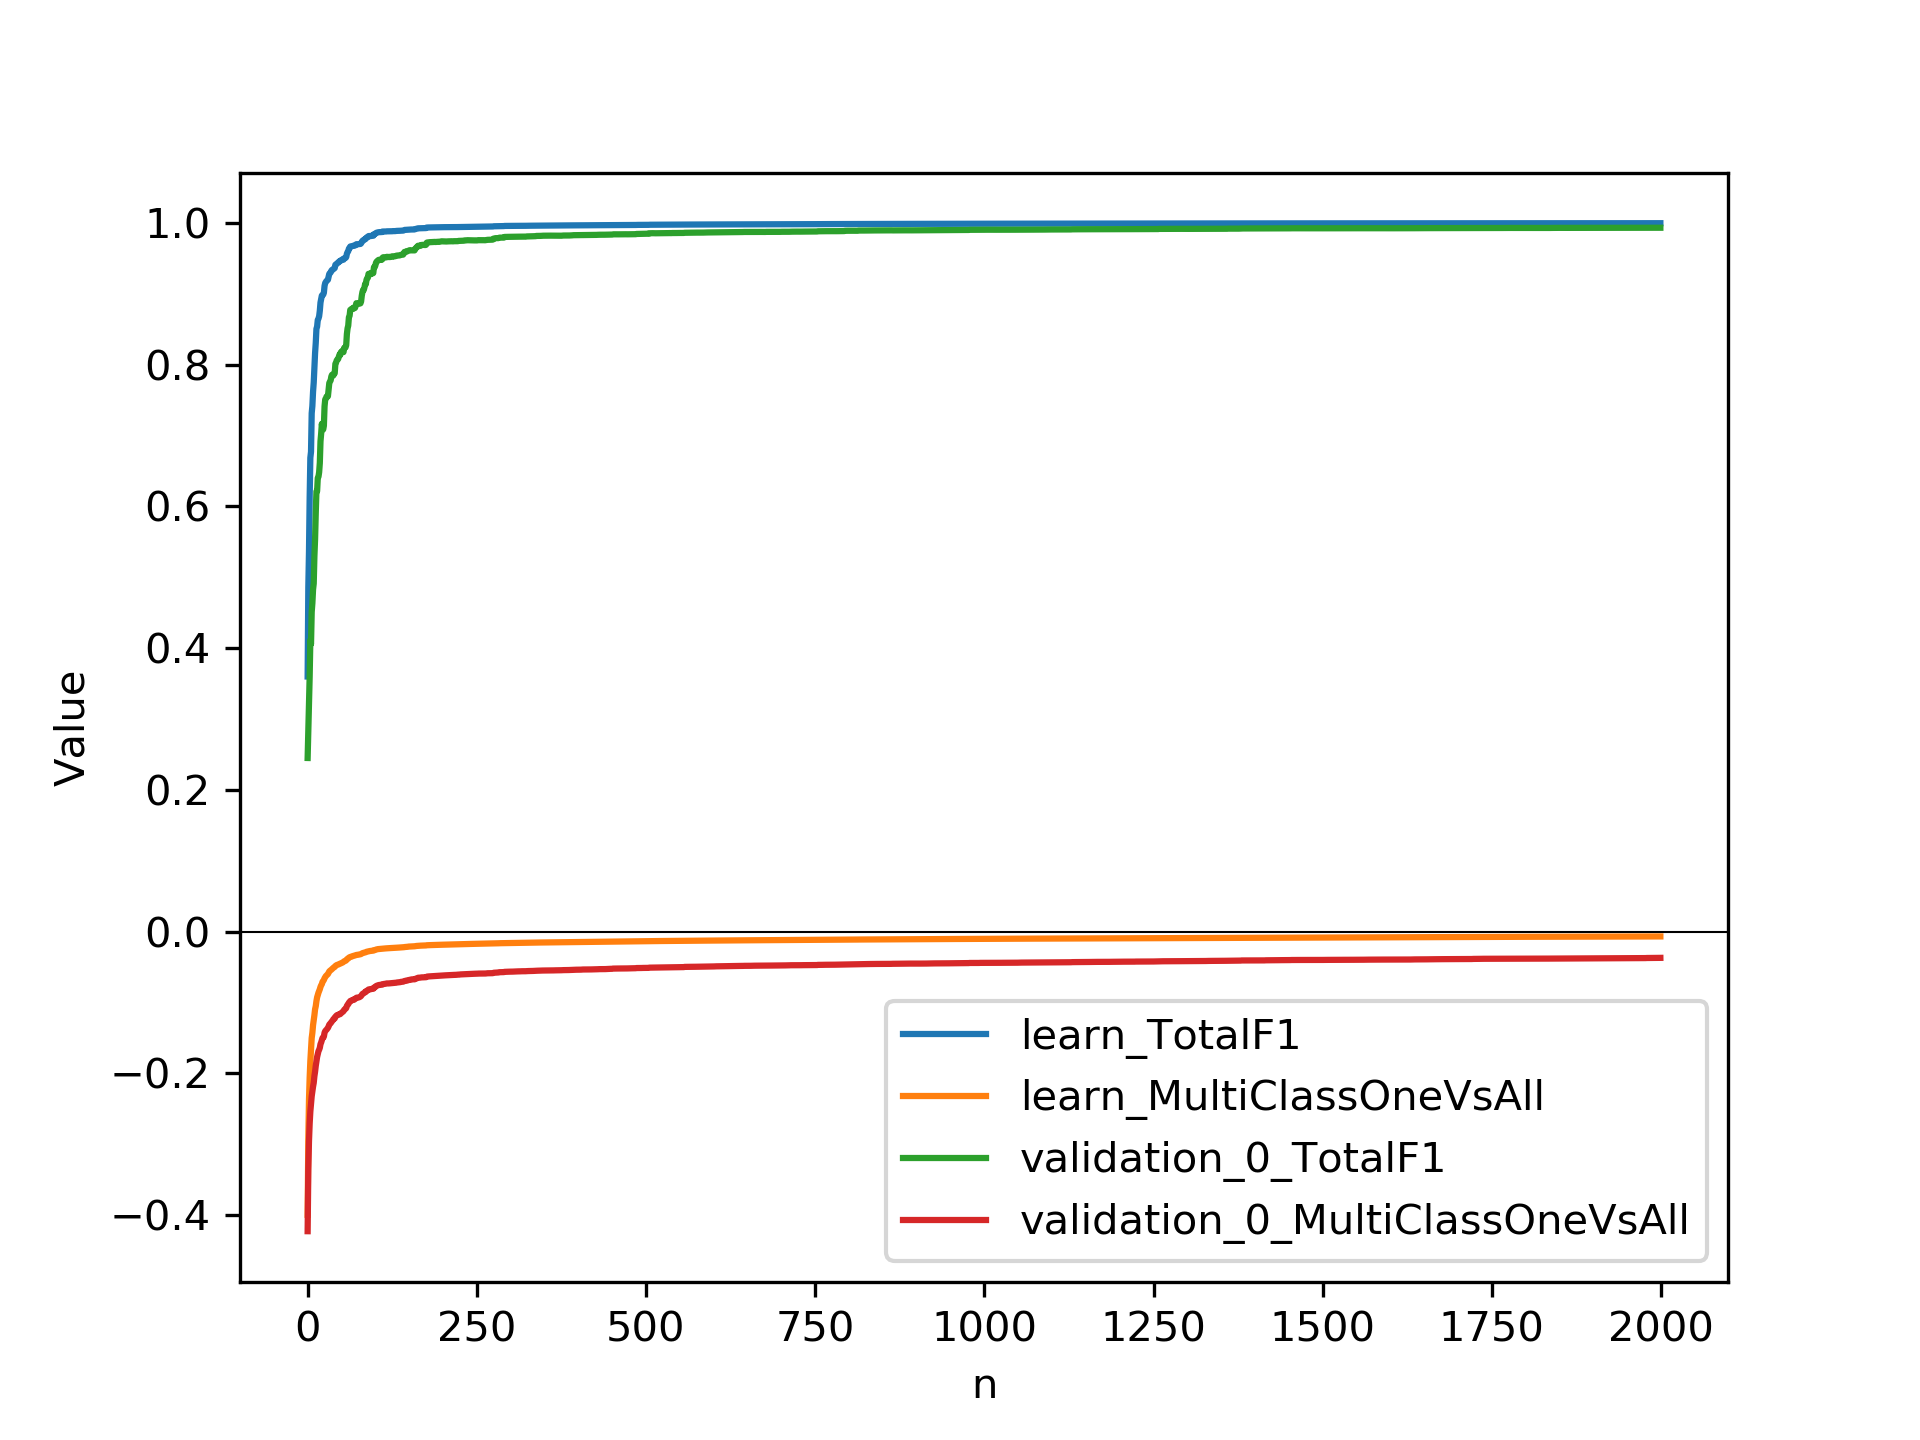 1.0
0.8
0.6
0.4
0.2
0.0
−0.2
−0.4
Value
learn_TotalF1
learn_MultiClassOneVsAll
validation_0_TotalF1
validation_0_MultiClassOneVsAll
0 250 500 750 1000 1250 1500 1750 2000
n